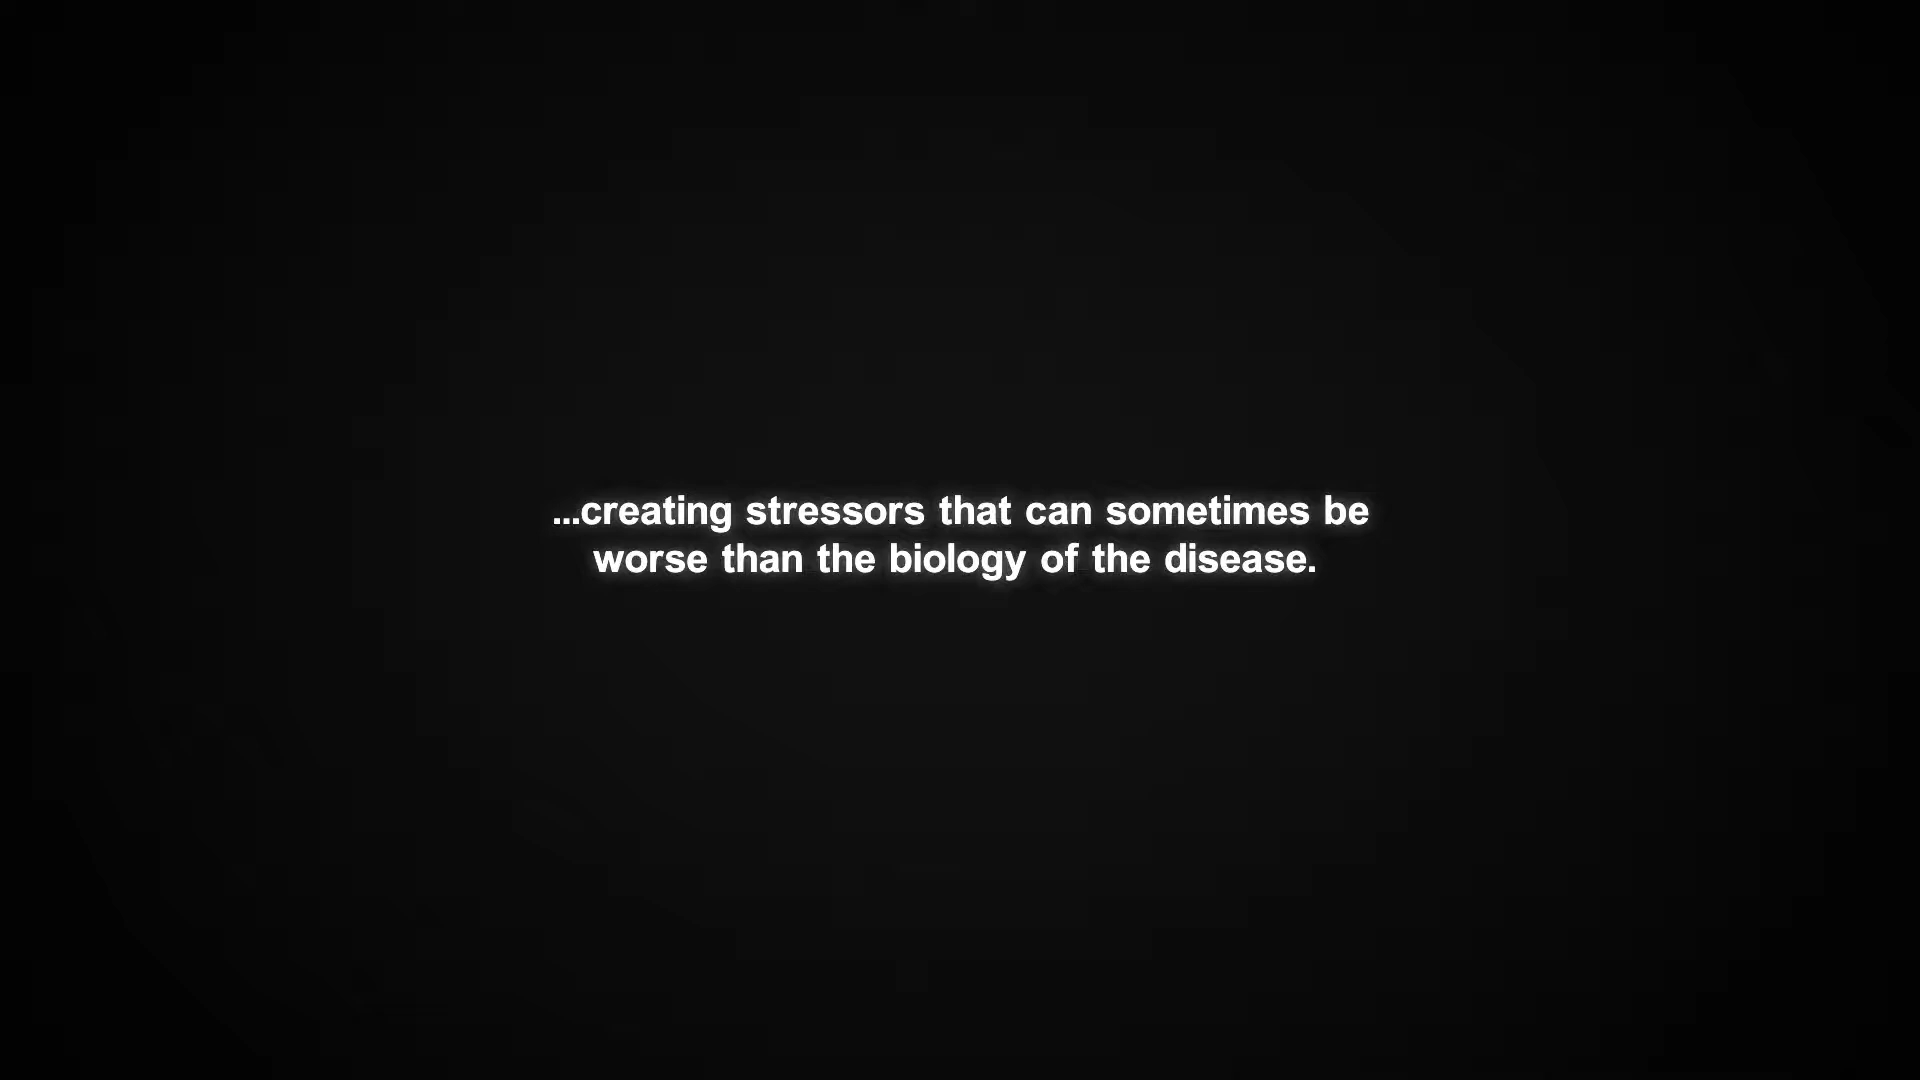 ...creating stressors that can sometimes be
worse than the biology of the disease.